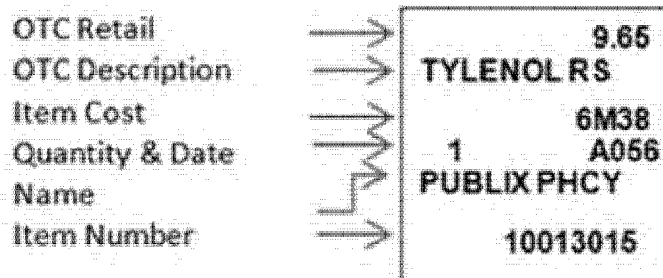 OTC Retail
9.65
OTC Description
TYLENOL RS
Item Cost
6M38
Quantity & Date
1 A056
Name
PUBLIX PHCY
Item Number
10013015